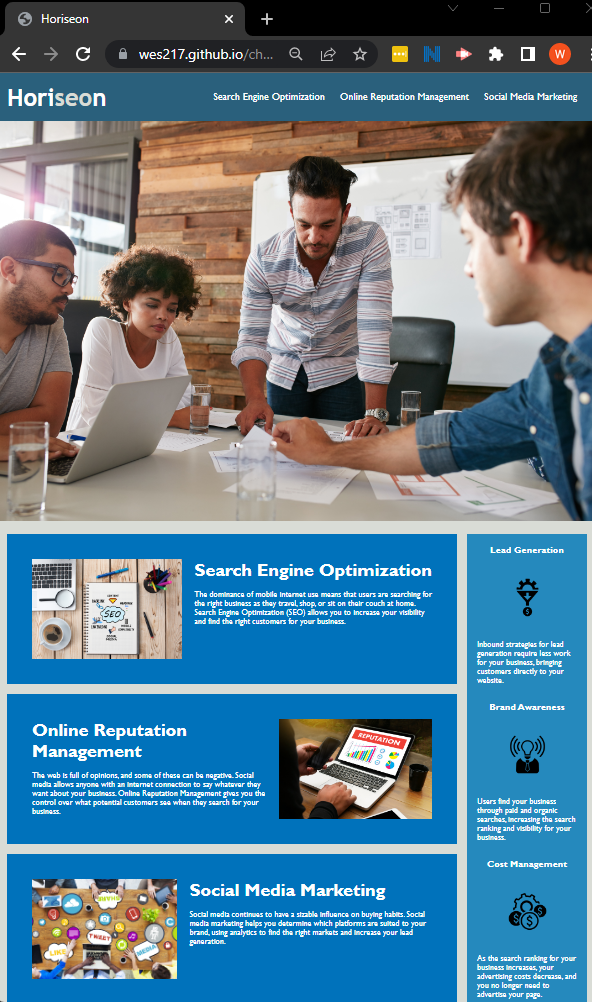 Horiseon
wes217.github.io/ch...
W
Horiseon
Search Engine Optimization
Online Reputation Management
Social Media Marketing
SEO
Search Engine Optimization
The dominance of mobile internet use means that users are searching for
the right business as they travel, shop, or sit on their couch at home.
Search Engine Optimization (SEO) allows you to increase your visibility
and find the right customers for your business.
Online Reputation
Management
The web is full of opinions, and some of these can be negative. Social
media allows anyone with an internet connection to say whatever they
want about your business. Online Reputation Management gives you the
control over what potential customers see when they search for your
business.
REPUTATION
LIKE
TWEET
MEDIA
Social Media Marketing
Social media continues to have a sizable influence on buying habits. Social
media marketing helps you determine which platforms are suited to your
brand, using analytics to find the right markets and increase your lead
generation.
Lead Generation
Inbound strategies for lead
generation require less work
for your business, bringing
customers directly to your
website.
Brand Awareness
Users find your business
through paid and organic
searches, increasing the search
ranking and visibility for your
business.
Cost Management
As the search ranking for your
business increases, your
advertising costs decrease, and
you no longer need to
advertise your page.